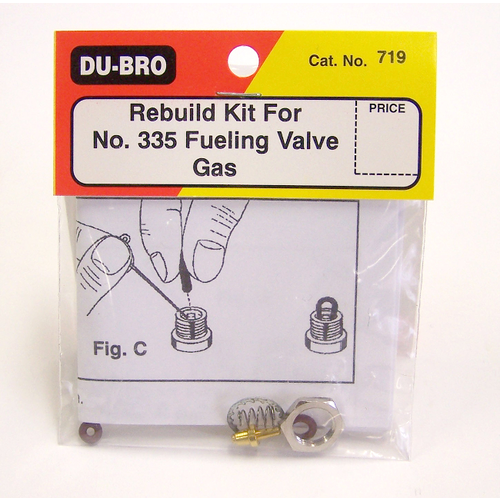 DU-BRO
Cat. No. 719
Rebuild Kit For
No. 335 Fueling Valve
Gas
PRICE
Fig. C